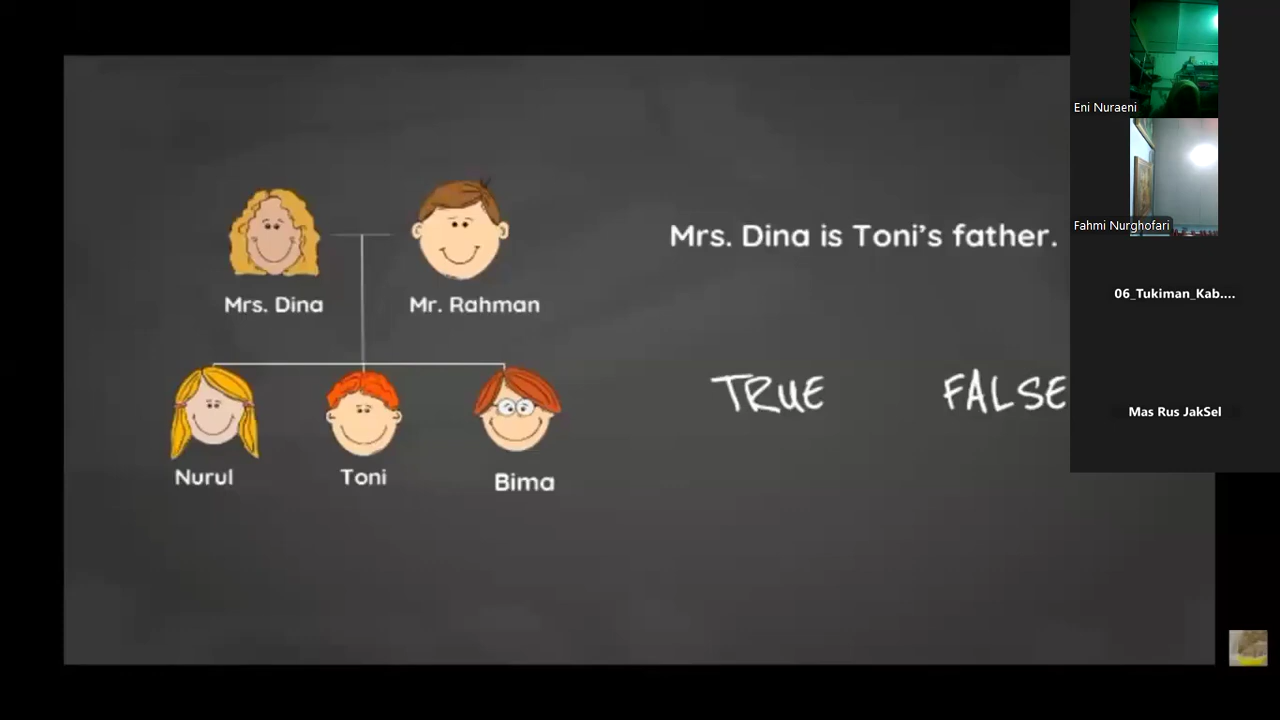 Eni Nuraeni
Fahmi Nurghofari
Mrs. Dina is Toni's father.
06_Tukiman_Kab....
Mrs. Dina
Mr. Rahman
TRUE
FALSE
Mas Rus JakSel
Nurul
Toni
Bima